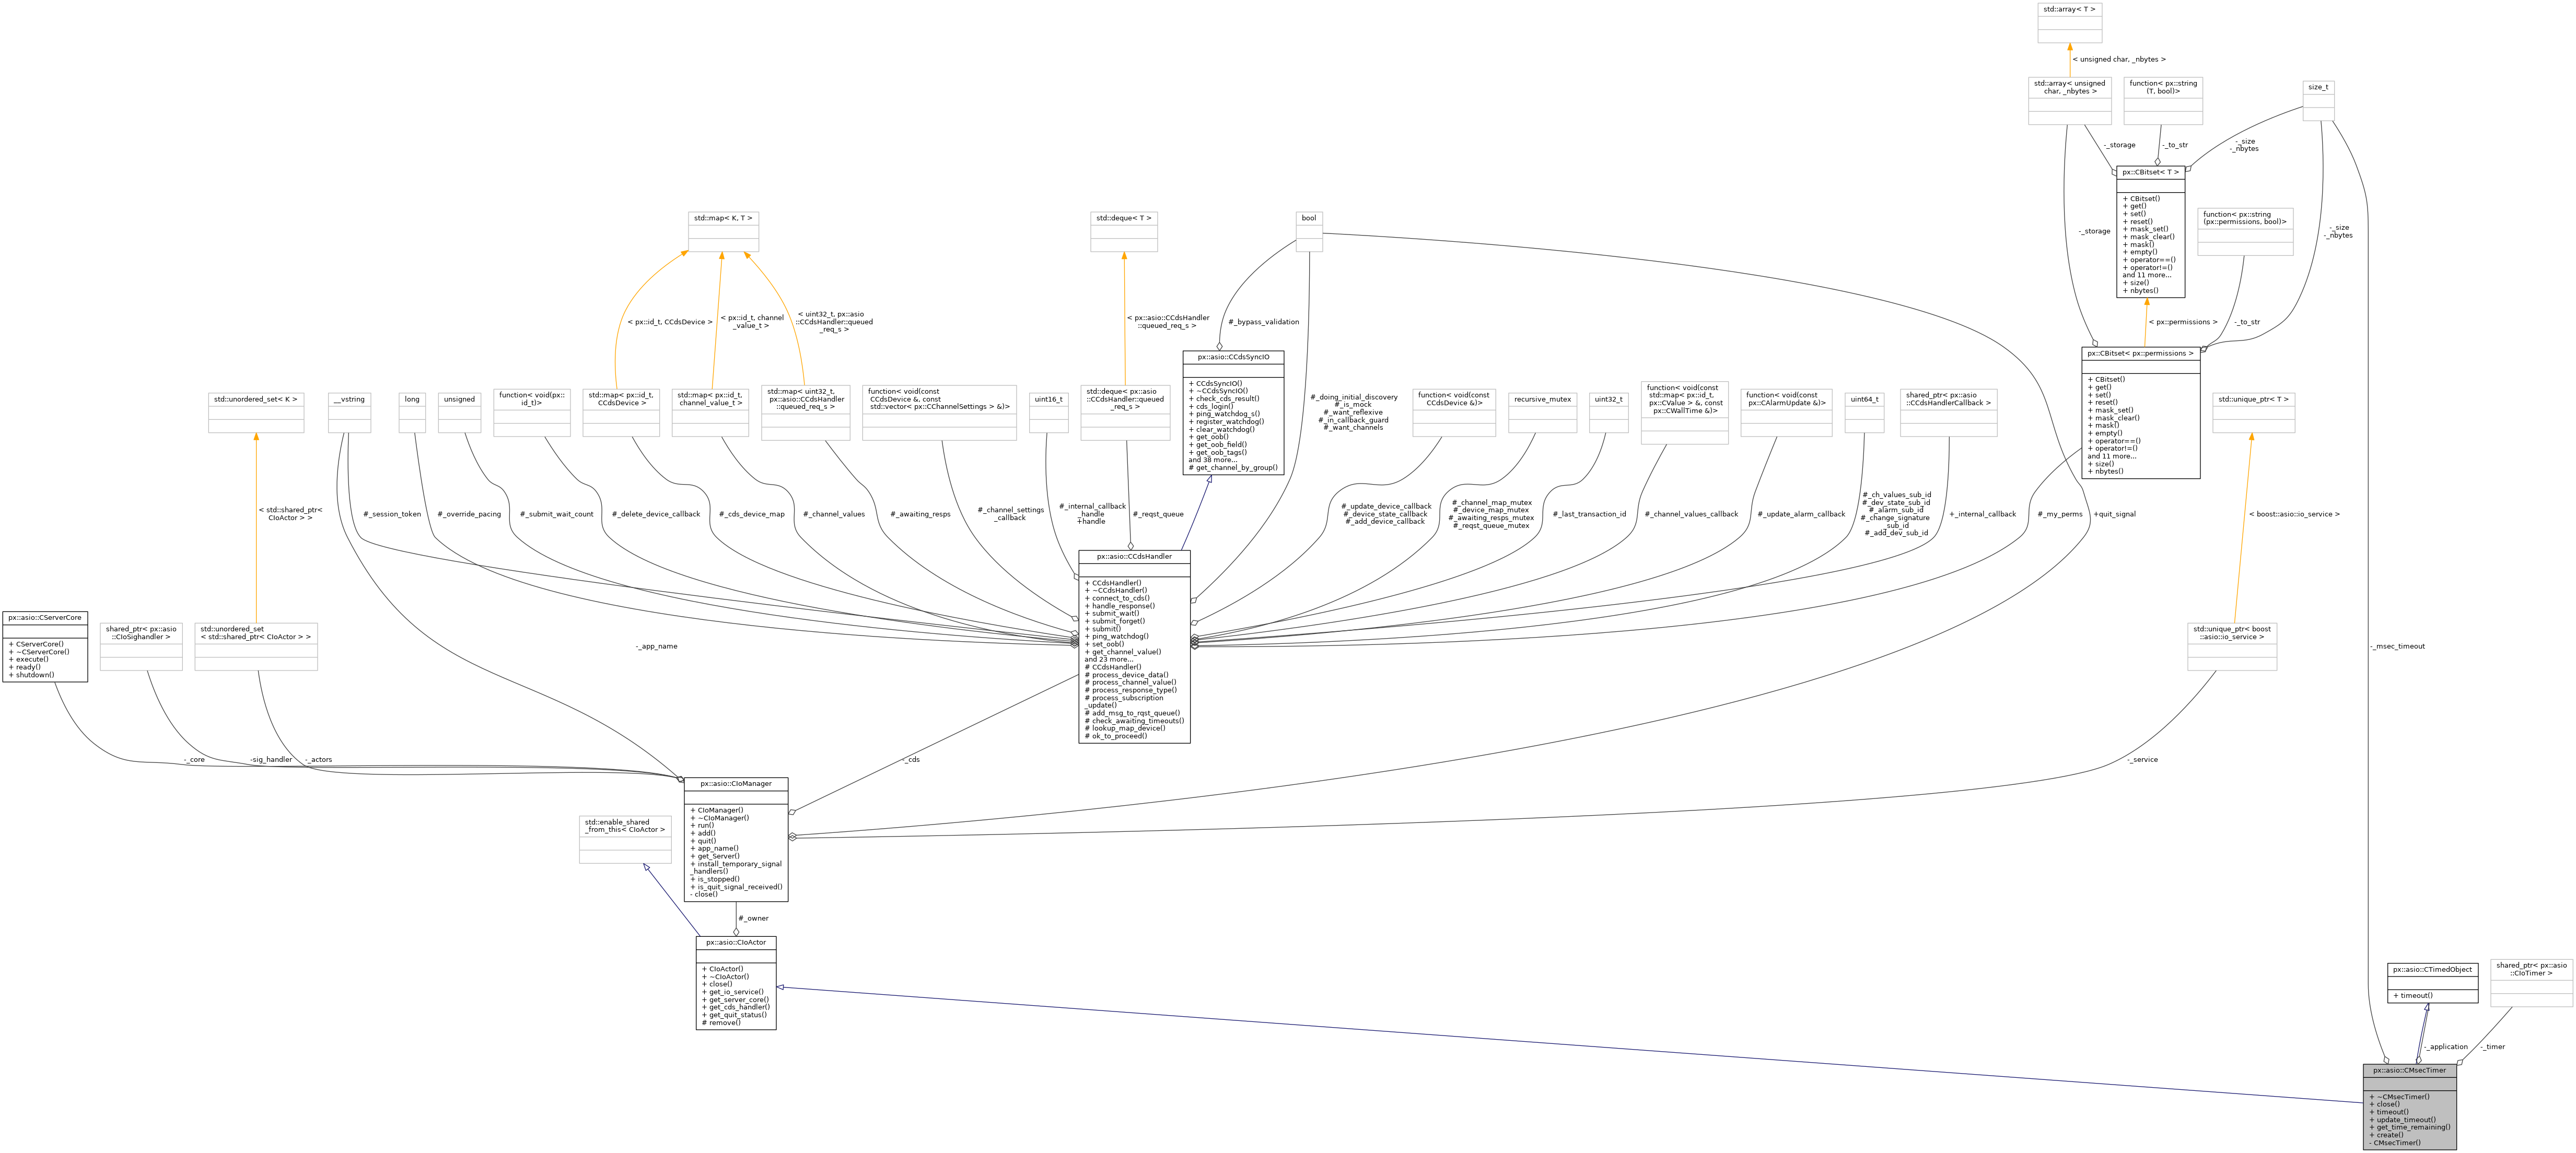 std::array< T >
< unsigned char, _nbytes >
std::array< unsigned
char, _nbytes >
function< px::string
(T, bool)>
size_t
-_storage
-_to_str
-_size
-_nbytes
px::CBitset< T >
+ CBitset()
+ get()
+ set()
+ reset()
+ mask_set()
+ mask_clear()
+ mask()
+ empty()
+ operator==()
+ operator!=()
and 11 more...
+ size()
+ nbytes()
function< px::string
(px::permissions, bool)>
-_storage
-_size
-_nbytes
< px::permissions >
-_to_str
px::CBitset< px::permissions >
+ CBitset()
+ get()
+ set()
+ reset()
+ mask_set()
+ mask_clear()
+ mask()
+ empty()
+ operator==()
+ operator!=()
and 11 more...
+ size()
+ nbytes()
std::map< K, T >
std::deque< T >
bool
< px::id_t, CCdsDevice >
< px::id_t, channel
_value_t >
< uint32_t, px::asio
::CCdsHandler::queued
_req_s >
< px::asio::CCdsHandler
::queued_req_s >
#_bypass_validation
px::asio::CCdsSyncIO
+ CCdsSyncIO()
+ ~CCdsSyncIO()
+ check_cds_result()
+ cds_login()
+ ping_watchdog_s()
+ register_watchdog()
+ clear_watchdog()
+ get_oob()
+ get_oob_field()
+ get_oob_tags()
and 38 more...
# get_channel_by_group()
std::unordered_set< K >
__vstring
long
unsigned
function< void(px::
id_t)>
std::map< px::id_t,
CCdsDevice >
std::map< px::id_t,
channel_value_t >
std::map< uint32_t,
px::asio::CCdsHandler
::queued_req_s >
function< void(const
CCdsDevice &, const
std::vector< px::CChannelSettings > &)>
uint16_t
std::deque< px::asio
::CCdsHandler::queued
_req_s >
#_doing_initial_discovery
#_is_mock
#_want_reflexive
#_in_callback_guard
#_want_channels
function< void(const
CCdsDevice &)>
recursive_mutex
uint32_t
function< void(const
std::map< px::id_t,
px::CValue > &, const
px::CWallTime &)>
function< void(const
px::CAlarmUpdate &)>
uint64_t
shared_ptr< px::asio
::CCdsHandlerCallback >
std::unique_ptr< T >
< std::shared_ptr<
CIoActor > >
#_session_token
#_override_pacing
#_submit_wait_count
#_delete_device_callback
#_cds_device_map
#_channel_values
#_awaiting_resps
#_channel_settings
_callback
#_internal_callback
_handle
+handle
#_reqst_queue
#_update_device_callback
#_device_state_callback
#_add_device_callback
#_channel_map_mutex
#_device_map_mutex
#_awaiting_resps_mutex
#_reqst_queue_mutex
#_last_transaction_id
#_channel_values_callback
#_update_alarm_callback
#_ch_values_sub_id
#_dev_state_sub_id
#_alarm_sub_id
#_change_signature
_sub_id
#_add_dev_sub_id
+_internal_callback
#_my_perms
+quit_signal
< boost::asio::io_service >
px::asio::CCdsHandler
+ CCdsHandler()
+ ~CCdsHandler()
+ connect_to_cds()
+ handle_response()
+ submit_wait()
+ submit_forget()
+ submit()
+ ping_watchdog()
+ set_oob()
+ get_channel_value()
and 23 more...
# CCdsHandler()
# process_device_data()
# process_channel_value()
# process_response_type()
# process_subscription
_update()
# add_msg_to_rqst_queue()
# check_awaiting_timeouts()
# lookup_map_device()
# ok_to_proceed()
px::asio::CServerCore
+ CServerCore()
+ ~CServerCore()
+ execute()
+ ready()
+ shutdown()
shared_ptr< px::asio
::CIoSighandler >
std::unordered_set
< std::shared_ptr< CIoActor > >
-_app_name
std::unique_ptr< boost
::asio::io_service >
-_msec_timeout
-_core
-sig_handler
-_actors
-_cds
-_service
px::asio::CIoManager
+ CIoManager()
+ ~CIoManager()
+ run()
+ add()
+ quit()
+ app_name()
+ get_Server()
+ install_temporary_signal
_handlers()
+ is_stopped()
+ is_quit_signal_received()
- close()
std::enable_shared
_from_this< CIoActor >
#_owner
px::asio::CIoActor
+ CIoActor()
+ ~CIoActor()
+ close()
+ get_io_service()
+ get_server_core()
+ get_cds_handler()
+ get_quit_status()
# remove()
px::asio::CTimedObject
+ timeout()
shared_ptr< px::asio
::CIoTimer >
-_application
-_timer
px::asio::CMsecTimer
+ ~CMsecTimer()
+ close()
+ timeout()
+ update_timeout()
+ get_time_remaining()
+ create()
- CMsecTimer()